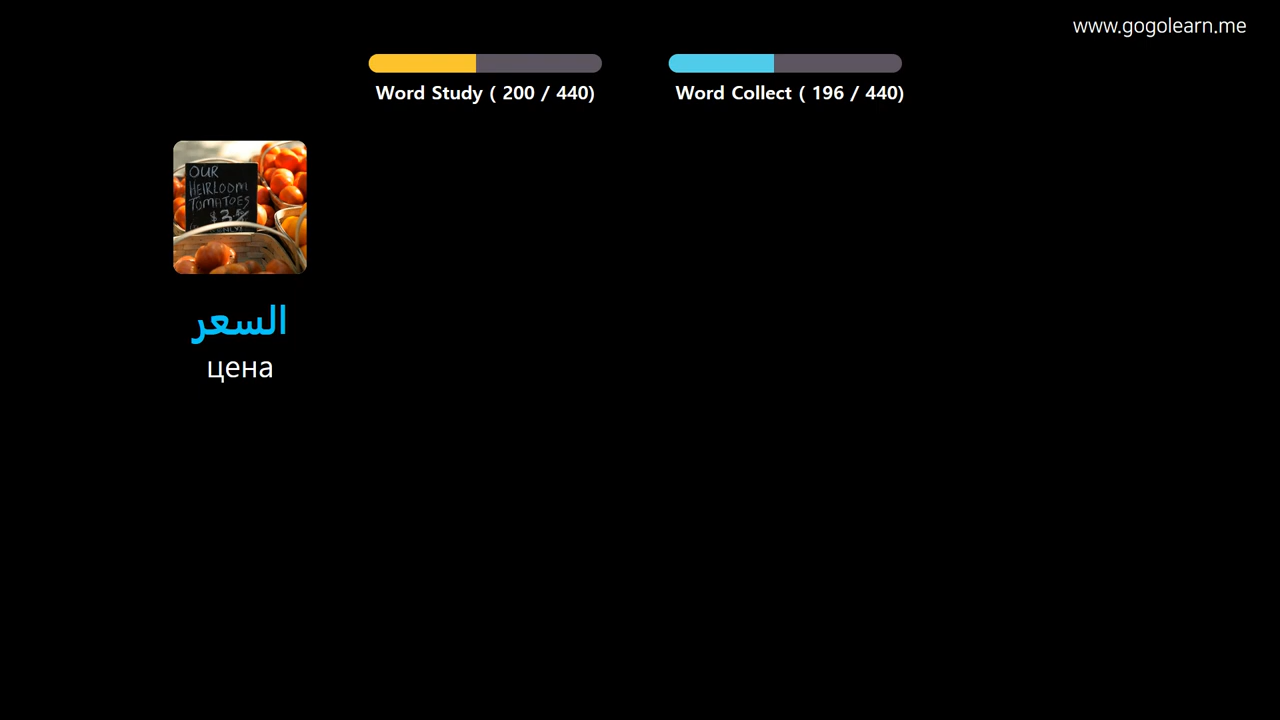 www.gogolearn.me
Word Study ( 200 / 440)
Word Collect ( 196 / 440)
OUR
HEIRLOOM
TOMATOES
السعر
цена